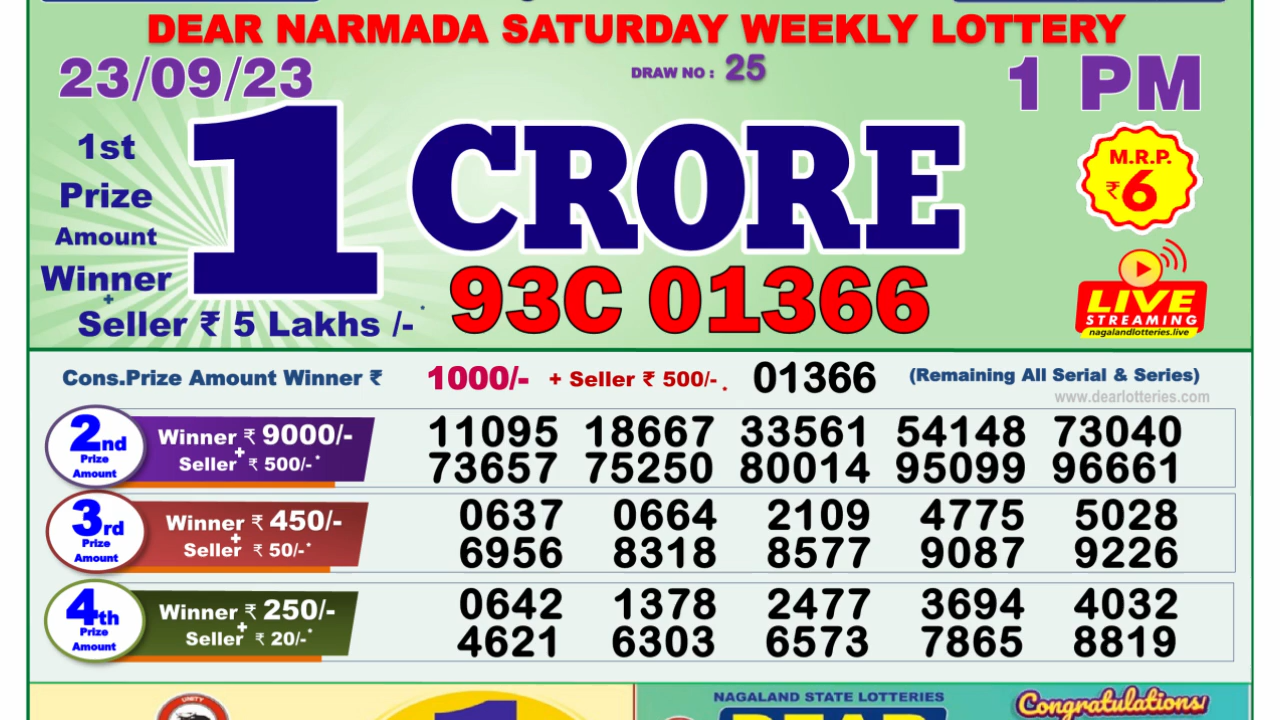 DEAR NARMADA SATURDAY WEEKLY LOTTERY
23/09/23
DRAW NO : 25
1 PM
1st
Prize
Amount
Winner
+
Seller ₹ 5 Lakhs /-*
1 CRORE
93C 01366
M.R.P.
₹6
LIVE
STREAMING
nagalandlotteries.live
Cons.Prize Amount Winner ₹ 1000/- + Seller ₹ 500/- . 01366 (Remaining All Serial & Series)
www.dearlotteries.com
2nd
Prize
Amount
Winner ₹ 9000/-
+
Seller ₹ 500/-*
11095 18667 33561 54148 73040
73657 75250 80014 95099 96661
3rd
Prize
Amount
Winner ₹ 450/-
+
Seller ₹ 50/-*
0637 0664 2109 4775 5028
6956 8318 8577 9087 9226
4th
Prize
Amount
Winner ₹ 250/-
+
Seller ₹ 20/-*
0642 1378 2477 3694 4032
4621 6303 6573 7865 8819
UNITY
1
NAGALAND STATE LOTTERIES
DEAR
Congratulations!